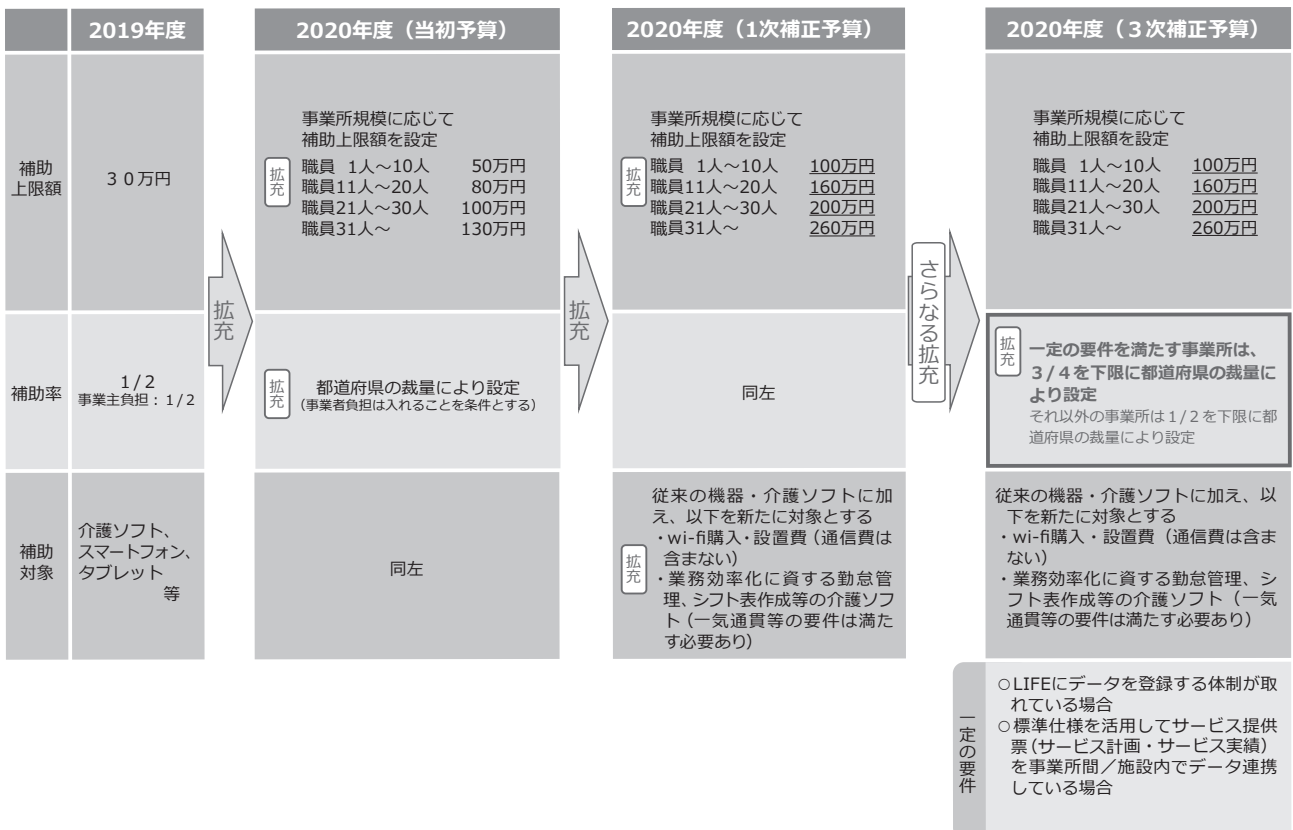 2019年度
2020年度（当初予算）
2020年度（1次補正予算）
2020年度（３次補正予算）
補助
上限額
３０万円
事業所規模に応じて
補助上限額を設定
拡充
職員 1人～10人 50万円
職員11人～20人 80万円
職員21人～30人 100万円
職員31人～ 130万円
事業所規模に応じて
補助上限額を設定
拡充
職員 1人～10人 100万円
職員11人～20人 160万円
職員21人～30人 200万円
職員31人～ 260万円
事業所規模に応じて
補助上限額を設定
職員 1人～10人 100万円
職員11人～20人 160万円
職員21人～30人 200万円
職員31人～ 260万円
拡充
拡充
さらなる拡充
補助率
１/２
事業主負担：１/２
拡充
都道府県の裁量により設定
（事業者負担は入れることを条件とする）
同左
拡充
一定の要件を満たす事業所は、
３/４を下限に都道府県の裁量に
より設定
それ以外の事業所は１/２を下限に都
道府県の裁量により設定
補助
対象
介護ソフト、
スマートフォン、
タブレット
等
同左
拡充
従来の機器・介護ソフトに加
え、以下を新たに対象とする
・wi-fi購入・設置費（通信費は
含まない）
・業務効率化に資する勤怠管
理、シフト表作成等の介護ソフ
ト（一気通貫等の要件は満た
す必要あり）
従来の機器・介護ソフトに加え、以
下を新たに対象とする
・wi-fi購入・設置費（通信費は含ま
ない）
・業務効率化に資する勤怠管理、シ
フト表作成等の介護ソフト（一気
通貫等の要件は満たす必要あり）
一定の要件
○LIFEにデータを登録する体制が取
れている場合
○標準仕様を活用してサービス提供
票（サービス計画・サービス実績）
を事業所間／施設内でデータ連携
している場合